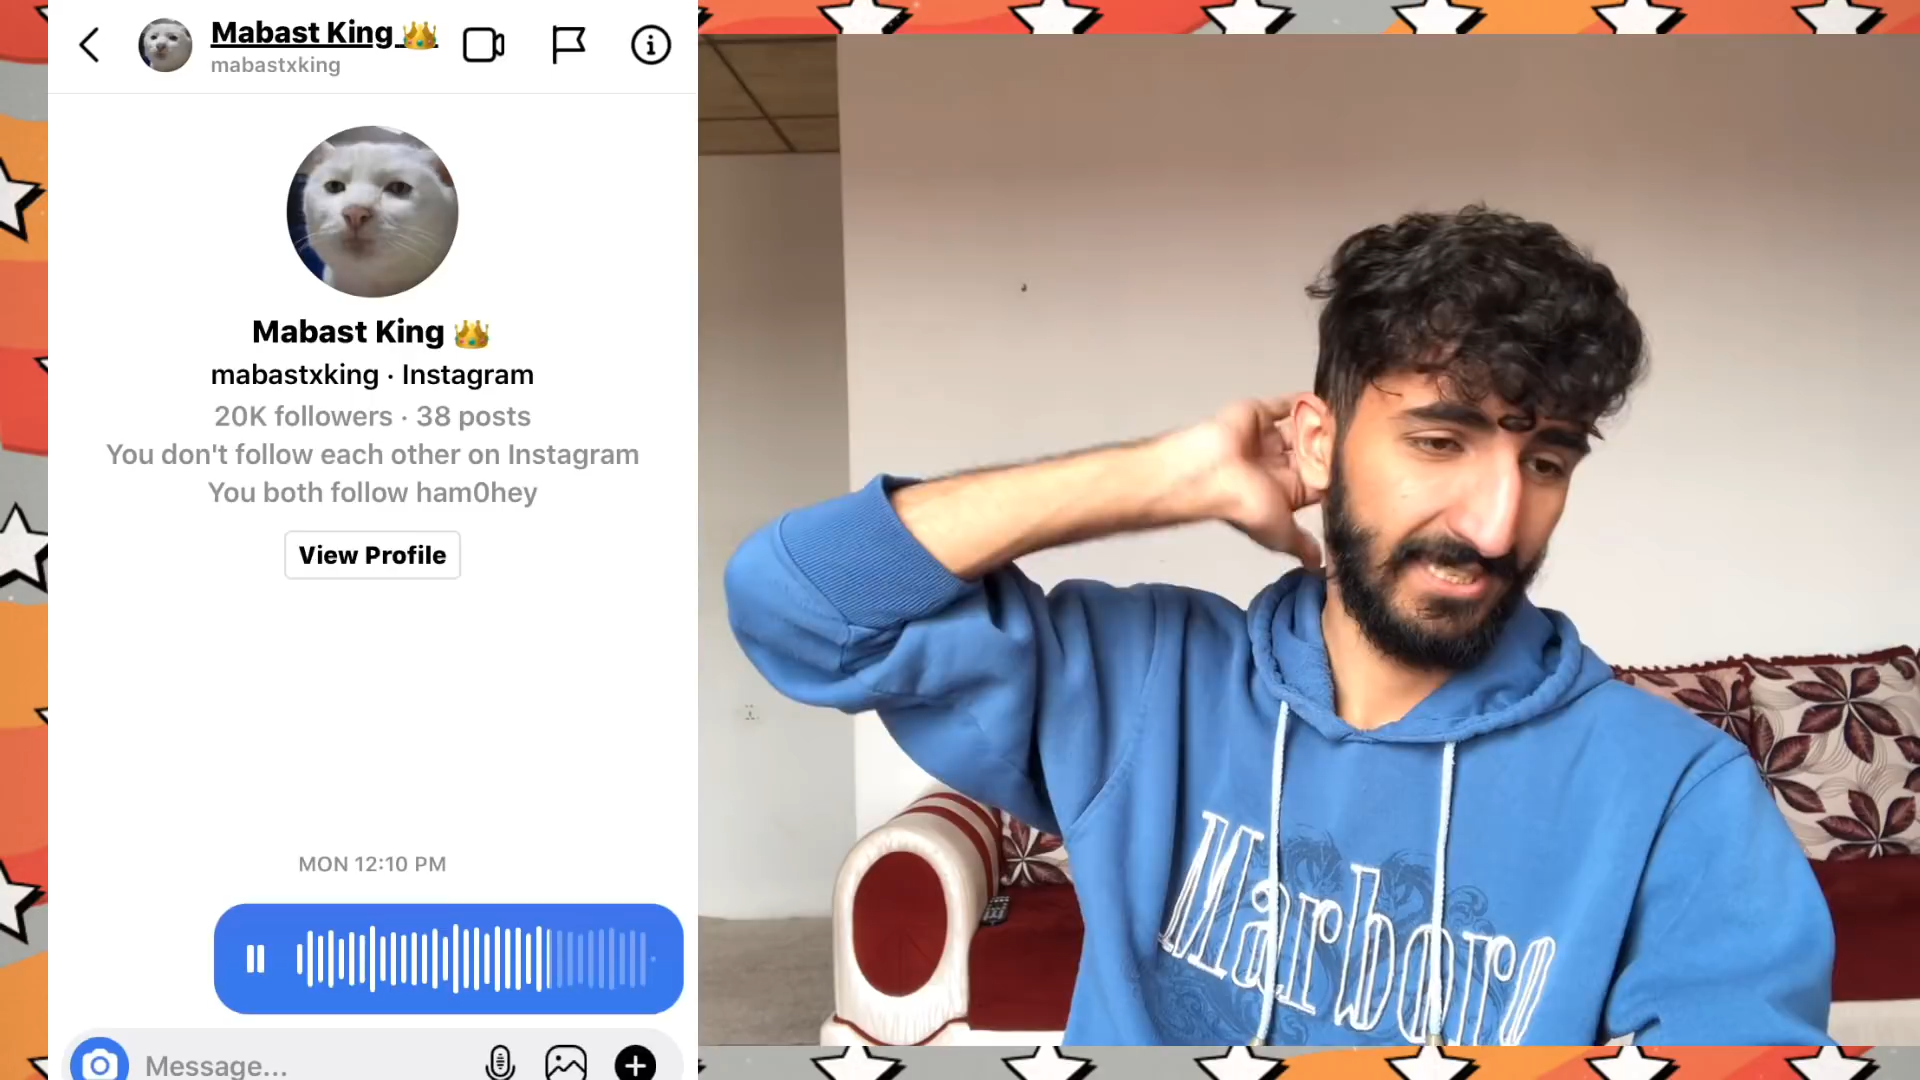 Mabast King 👑
mabastxking
Mabast King 👑
mabastxking · Instagram
20K followers · 38 posts
You don't follow each other on Instagram
You both follow ham0hey
View Profile
MON 12:10 PM
Message...
Marlboro